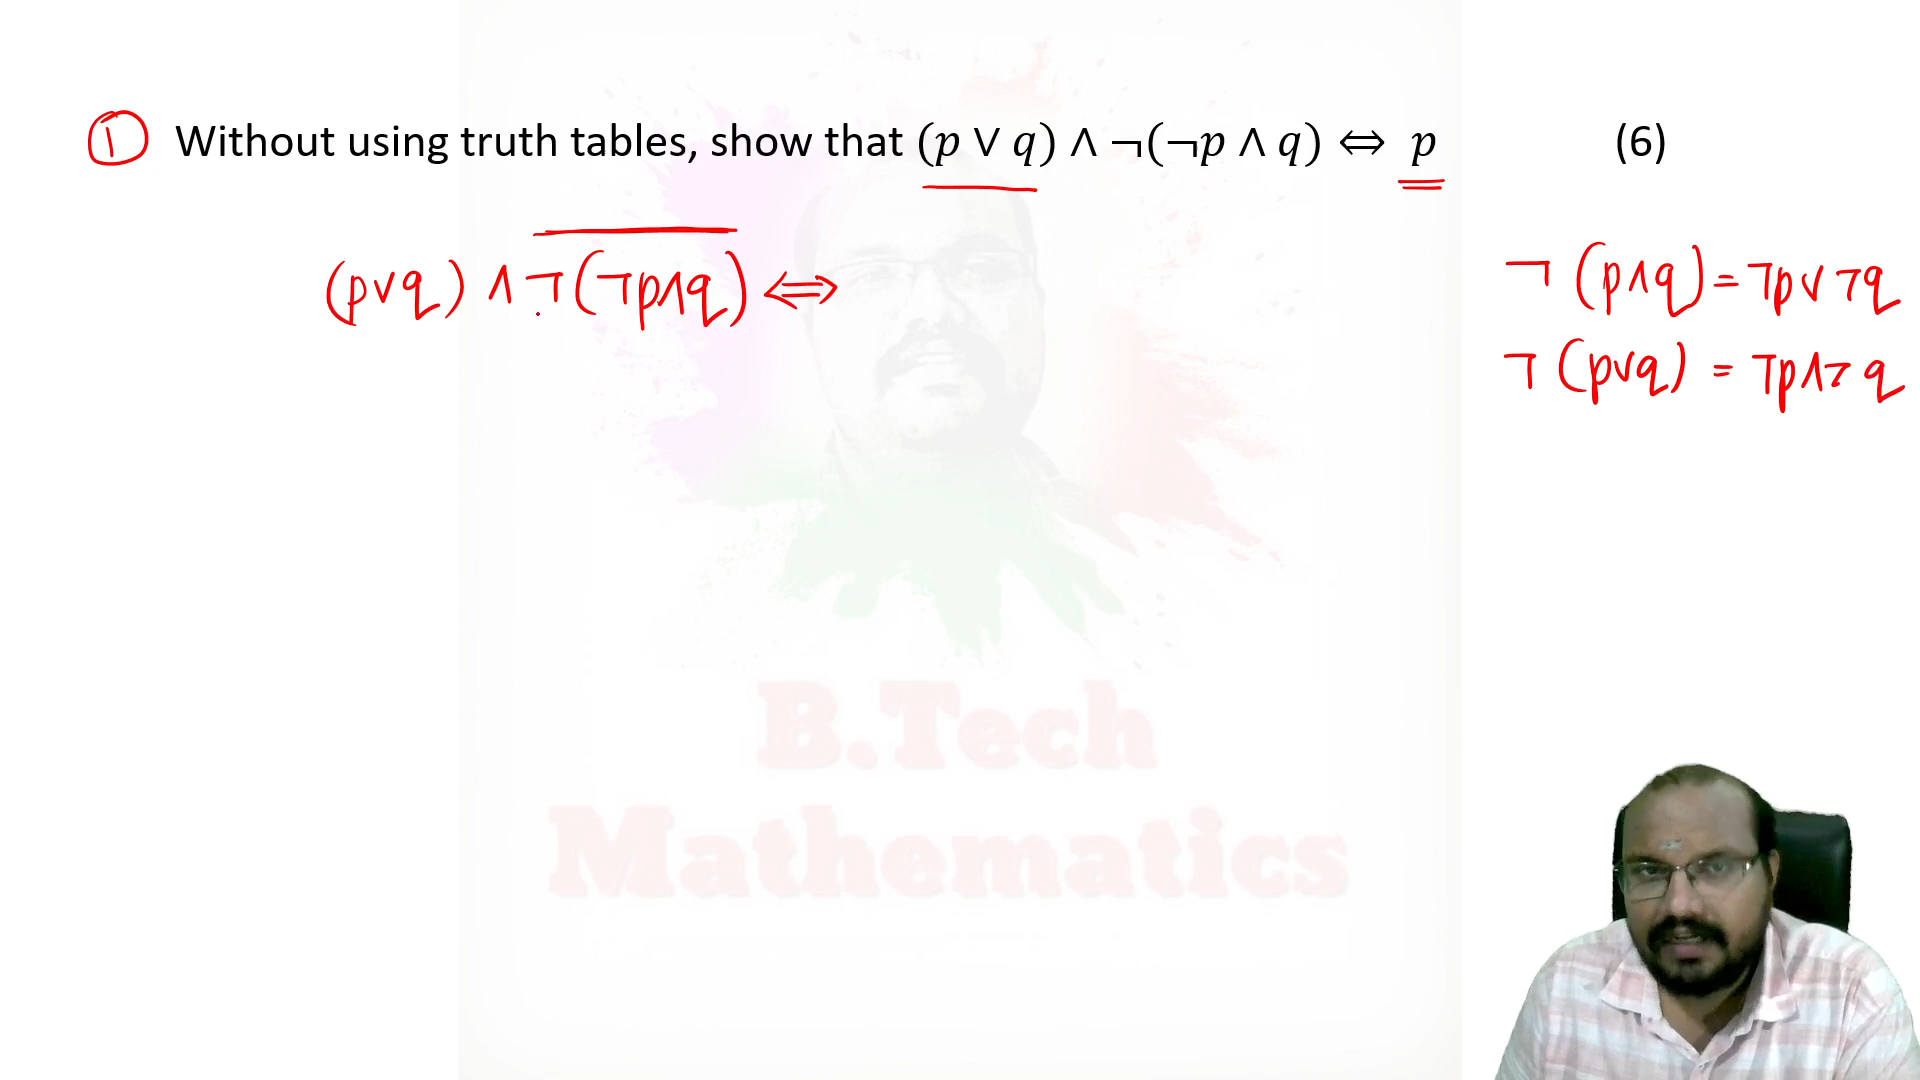 ① Without using truth tables, show that (p ∨ q) ∧ ¬(¬p ∧ q) ⇔ p (6)
(p∨q) ∧ ¬(¬p∧q) ⇔
¬ (p∧q) = ¬p∨¬q
¬ (p∨q) = ¬p∧¬q
B.Tech
Mathematics